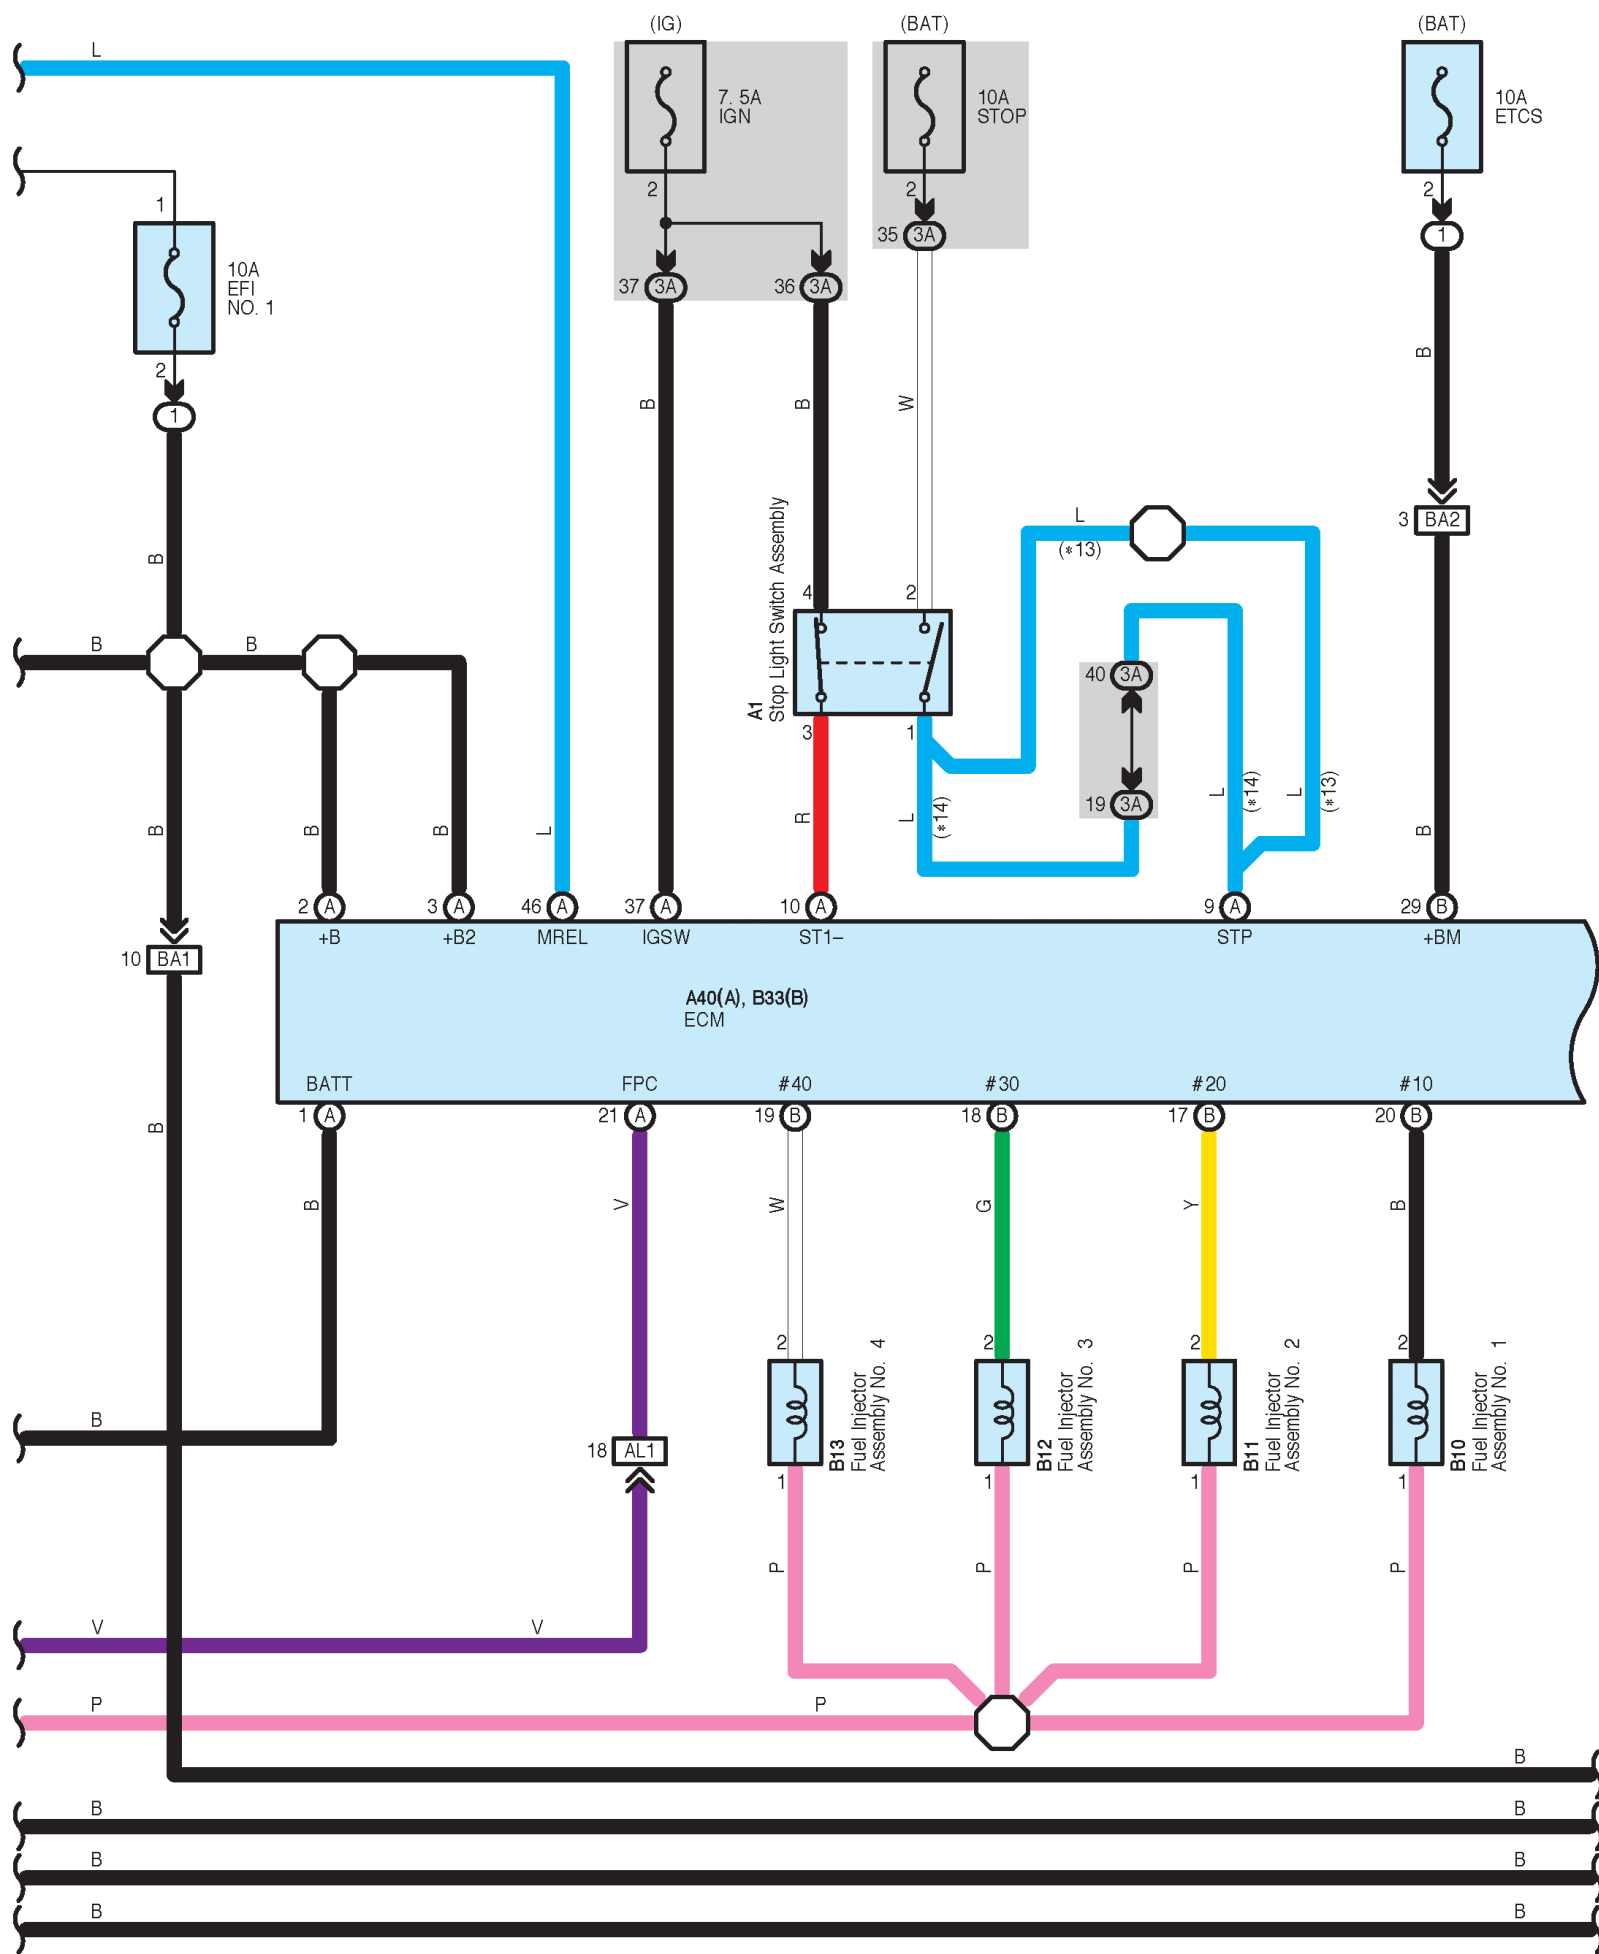 (IG)
(BAT)
(BAT)
L
7. 5A
IGN
10A
STOP
10A
ETCS
2
2
2
1
35
3A
1
37
3A
36
3A
10A
EFI
NO. 1
2
1
B
B
B
W
B
L
(*13)
3
BA2
B
B
4
2
A1
Stop Light Switch Assembly
3
1
40
3A
19
3A
B
B
B
B
L
R
L
(*14)
L
(*14)
L
(*13)
B
2
A
3
A
46
A
37
A
10
A
9
A
29
B
+B
+B2
MREL
IGSW
ST1–
STP
+BM
10
BA1
A40(A), B33(B)
ECM
BATT
FPC
#40
#30
#20
#10
1
A
21
A
19
B
18
B
17
B
20
B
B
B
V
W
G
Y
B
2
2
2
2
B13
Fuel Injector
Assembly No. 4
B12
Fuel Injector
Assembly No. 3
B11
Fuel Injector
Assembly No. 2
B10
Fuel Injector
Assembly No. 1
B
18
AL1
1
1
1
1
P
P
P
P
V
V
P
P
B
B
B
B
B
B
B